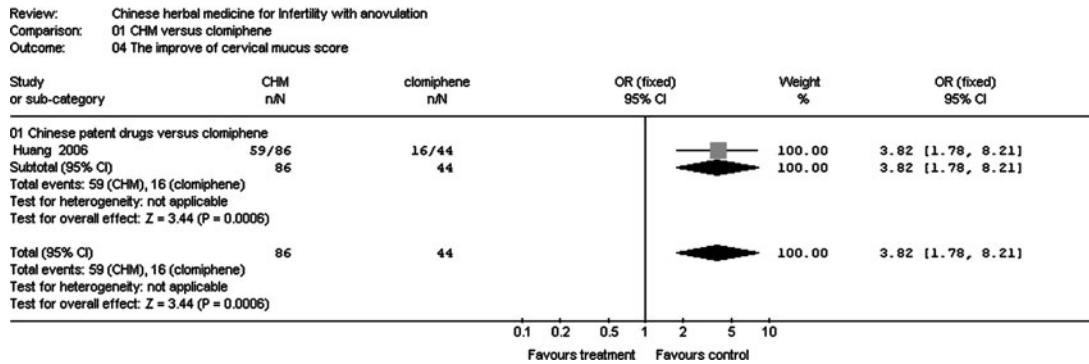 Review: Chinese herbal medicine for Infertility with anovulation
Comparison: 01 CHM versus clomiphene
Outcome: 04 The improve of cervical mucus score
Study CHM clomiphene OR (fixed) Weight OR (fixed)
or sub-category n/N n/N 95% CI % 95% CI
01 Chinese patent drugs versus clomiphene
Huang 2006 59/86 16/44 100.00 3.82 [1.78, 8.21]
Subtotal (95% CI) 86 44 100.00 3.82 [1.78, 8.21]
Total events: 59 (CHM), 16 (clomiphene)
Test for heterogeneity: not applicable
Test for overall effect: Z = 3.44 (P = 0.0006)
Total (95% CI) 86 44 100.00 3.82 [1.78, 8.21]
Total events: 59 (CHM), 16 (clomiphene)
Test for heterogeneity: not applicable
Test for overall effect: Z = 3.44 (P = 0.0006)
0.1 0.2 0.5 1 2 5 10
Favours treatment Favours control